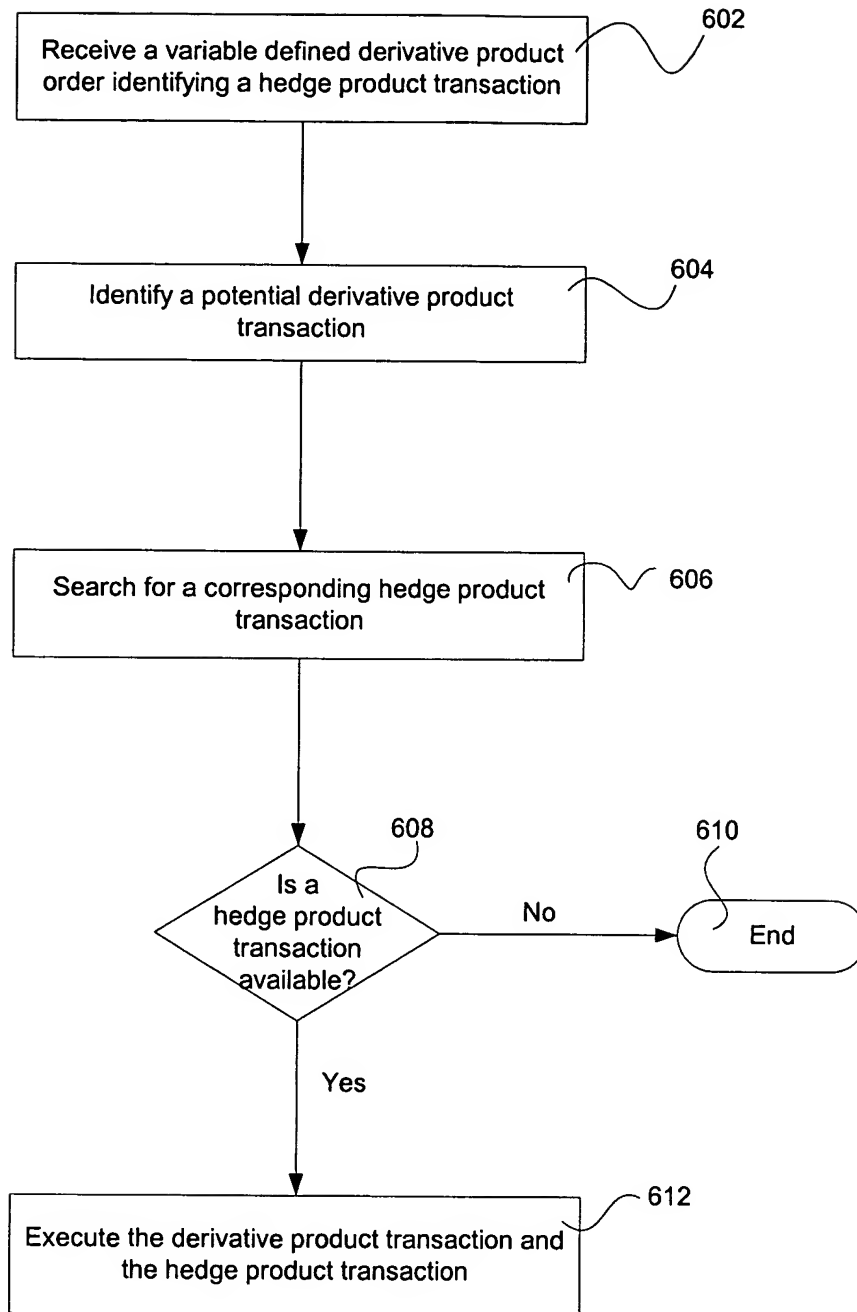 602
Receive a variable defined derivative product
order identifying a hedge product transaction
604
Identify a potential derivative product
transaction
606
Search for a corresponding hedge product
transaction
608
610
Is a
hedge product
transaction
available?
No
End
Yes
612
Execute the derivative product transaction and
the hedge product transaction